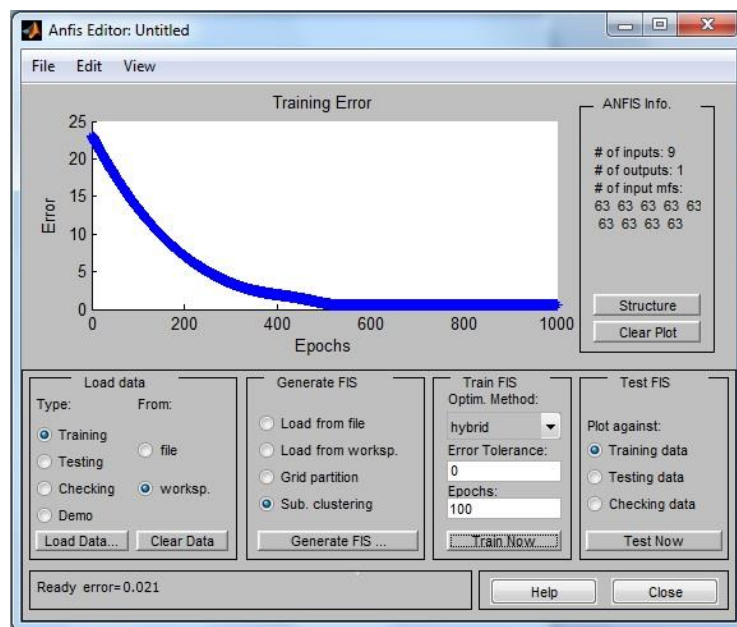 Anfis Editor: Untitled
File Edit View
Training Error
Error
25
20
15
10
5
0
0 200 400 600 800 1000
Epochs
ANFIS Info.
# of inputs: 9
# of outputs: 1
# of input mfs:
63 63 63 63 63
63 63 63 63
Structure
Clear Plot
Load data
Type: From:
Training
Testing
Checking
Demo
file
worksp.
Load Data... Clear Data
Generate FIS
Load from file
Load from worksp.
Grid partition
Sub. clustering
Generate FIS ...
Train FIS
Optim. Method:
hybrid
Error Tolerance:
0
Epochs:
100
Train Now
Test FIS
Plot against:
Training data
Testing data
Checking data
Test Now
Ready error=0.021
Help Close